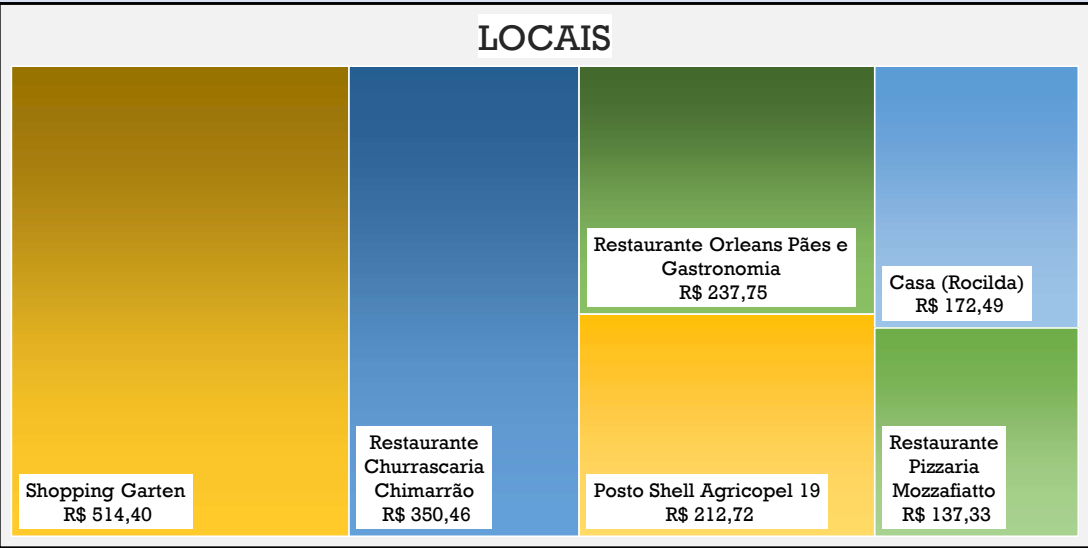 LOCAIS
Shopping Garten
R$ 514,40
Restaurante
Churrascaria
Chimarrão
R$ 350,46
Restaurante Orleans Pães e
Gastronomia
R$ 237,75
Posto Shell Agricopel 19
R$ 212,72
Casa (Rocilda)
R$ 172,49
Restaurante
Pizzaria
Mozzafiatto
R$ 137,33